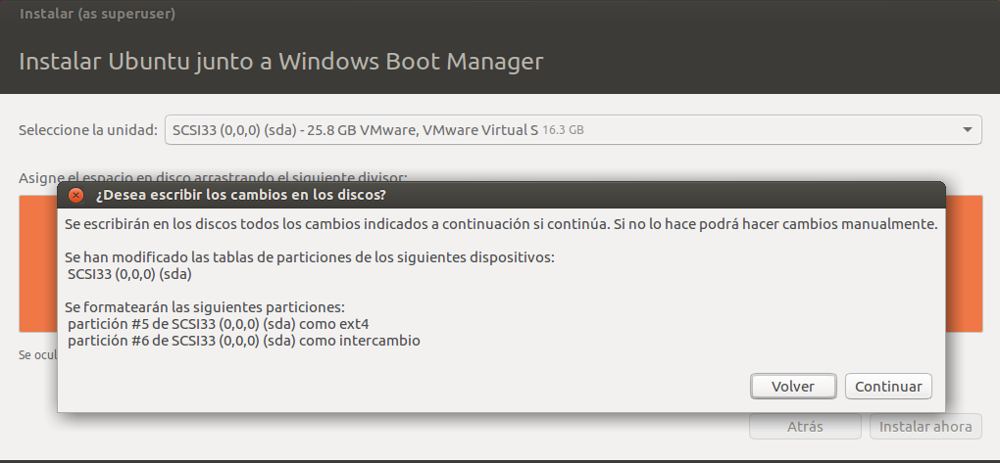 Instalar (as superuser)
Instalar Ubuntu junto a Windows Boot Manager
Seleccione la unidad: SCSI33 (0,0,0) (sda) - 25.8 GB VMware, VMware Virtual S 16.3 GB
Asigne el espacio en disco arrastrando el siguiente divisor:
¿Desea escribir los cambios en los discos?
Se escribirán en los discos todos los cambios indicados a continuación si continúa. Si no lo hace podrá hacer cambios manualmente.
Se han modificado las tablas de particiones de los siguientes dispositivos:
SCSI33 (0,0,0) (sda)
Se formatearán las siguientes particiones:
partición #5 de SCSI33 (0,0,0) (sda) como ext4
partición #6 de SCSI33 (0,0,0) (sda) como intercambio
Se
Volver Continuar
Atrás Instalar ahora